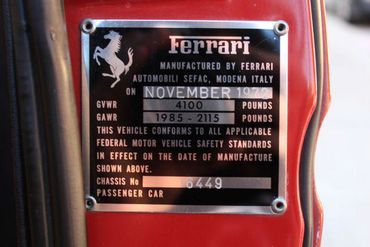 Ferrari
MANUFACTURED BY FERRARI
AUTOMOBILI SEFAC, MODENA ITALY
ON NOVEMBER 1972
GVWR 4100 POUNDS
GAWR 1985-2115 POUNDS
THIS VEHICLE CONFORMS TO ALL APPLICABLE
FEDERAL MOTOR VEHICLE SAFETY STANDARDS
IN EFFECT ON THE DATE OF MANUFACTURE
SHOWN ABOVE.
CHASSIS No 6449
PASSENGER CAR